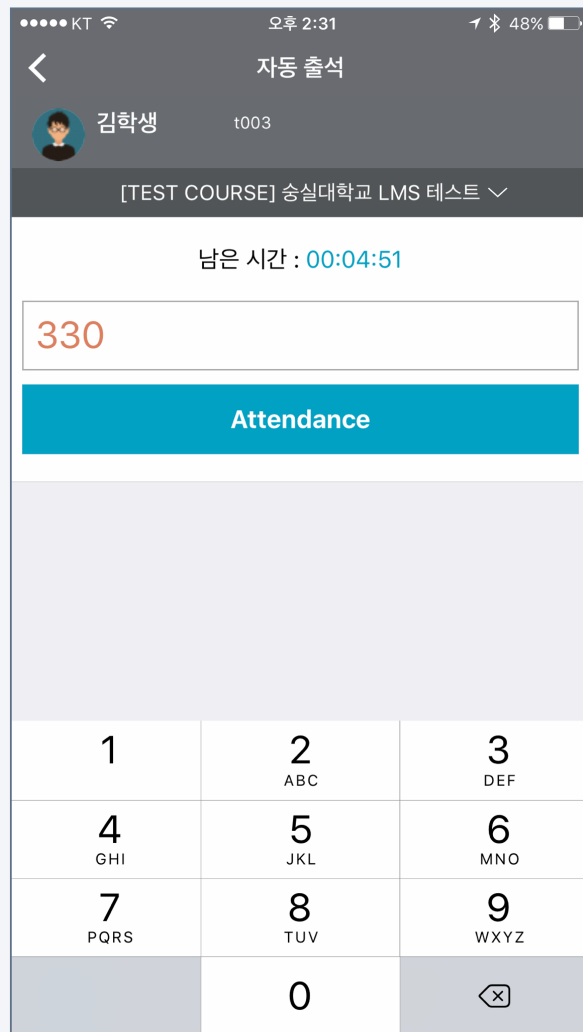 KT 오후 2:31 48%
자동 출석
김학생 t003
[TEST COURSE] 숭실대학교 LMS 테스트
남은 시간 : 00:04:51
330
Attendance
1 2 3
ABC DEF
4 5 6
GHI JKL MNO
7 8 9
PQRS TUV WXYZ
0